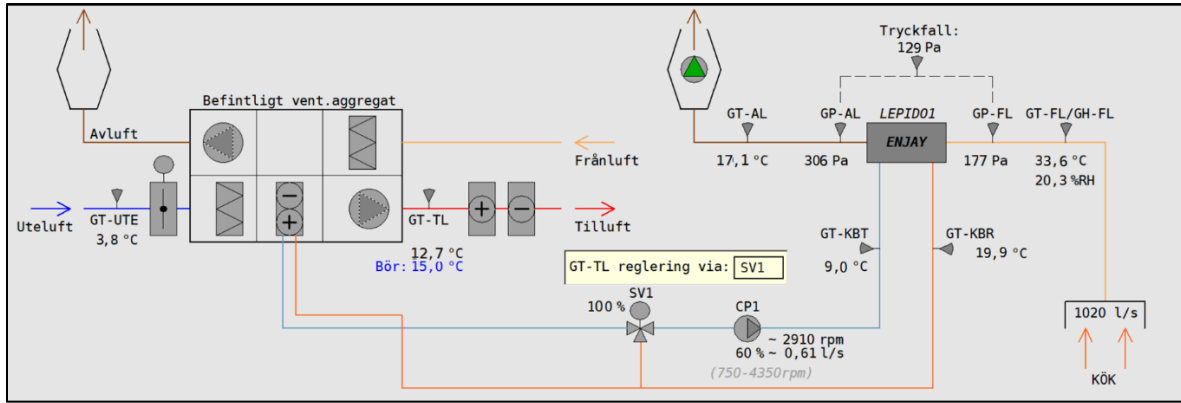 Tryckfall:
129 Pa
Befintligt vent.aggregat
Avluft
GT-AL
GP-AL
LEPIDO1
GP-FL
GT-FL/GH-FL
ENJAY
Frånluft
17,1 °C
306 Pa
177 Pa
33,6 °C
20,3 %RH
Uteluft
GT-UTE
3,8 °C
GT-TL
Tilluft
12,7 °C
Bör: 15,0 °C
GT-KBT
9,0 °C
GT-KBR
19,9 °C
GT-TL reglering via: SV1
SV1
100 %
CP1
~ 2910 rpm
60 % ~ 0,61 l/s
(750-4350rpm)
1020 l/s
KÖK